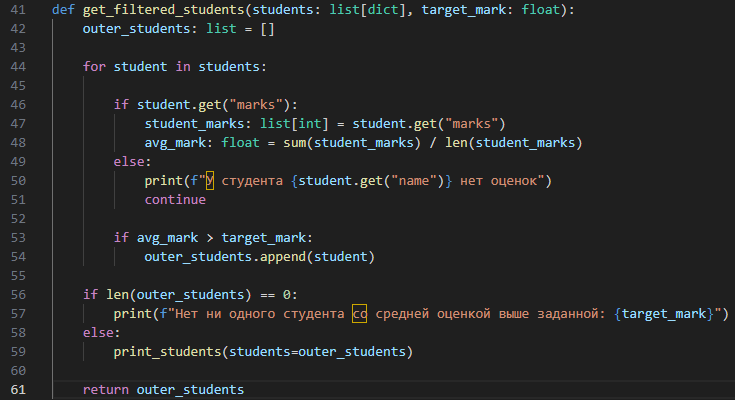 41 def get_filtered_students(students: list[dict], target_mark: float):
42     outer_students: list = []
43
44     for student in students:
45
46         if student.get("marks"):
47             student_marks: list[int] = student.get("marks")
48             avg_mark: float = sum(student_marks) / len(student_marks)
49         else:
50             print(f"У студента {student.get("name")} нет оценок")
51             continue
52
53         if avg_mark > target_mark:
54             outer_students.append(student)
55
56     if len(outer_students) == 0:
57         print(f"Нет ни одного студента со средней оценкой выше заданной: {target_mark}")
58     else:
59         print_students(students=outer_students)
60
61     return outer_students